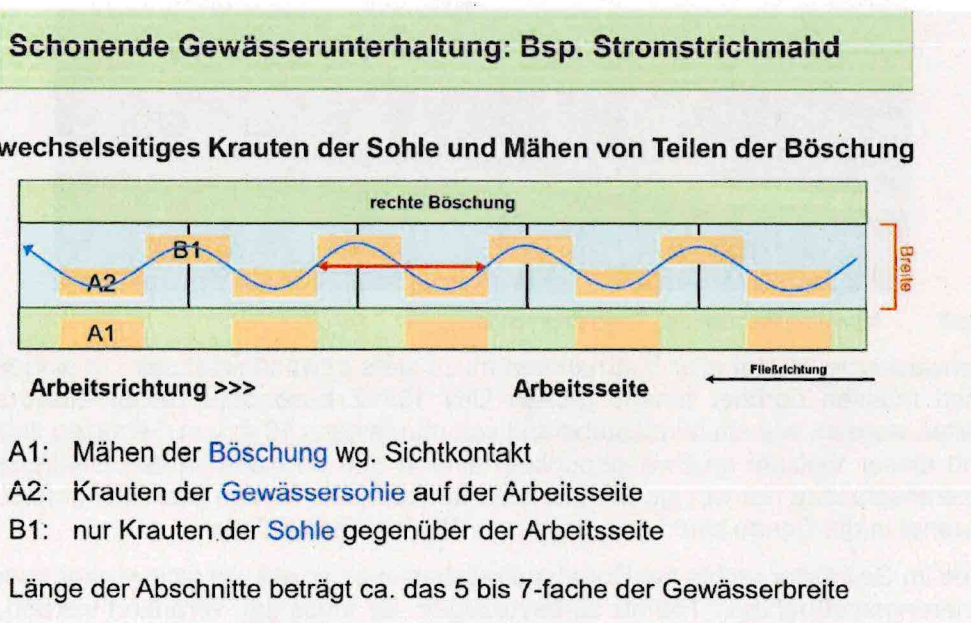 Schonende Gewässerunterhaltung: Bsp. Stromstrichmahd
wechselseitiges Krauten der Sohle und Mähen von Teilen der Böschung
rechte Böschung
B1
A2
Breite
A1
Arbeitsrichtung >>>
Arbeitsseite
Fließrichtung
A1: Mähen der Böschung wg. Sichtkontakt
A2: Krauten der Gewässersohle auf der Arbeitsseite
B1: nur Krauten der Sohle gegenüber der Arbeitsseite
Länge der Abschnitte beträgt ca. das 5 bis 7-fache der Gewässerbreite